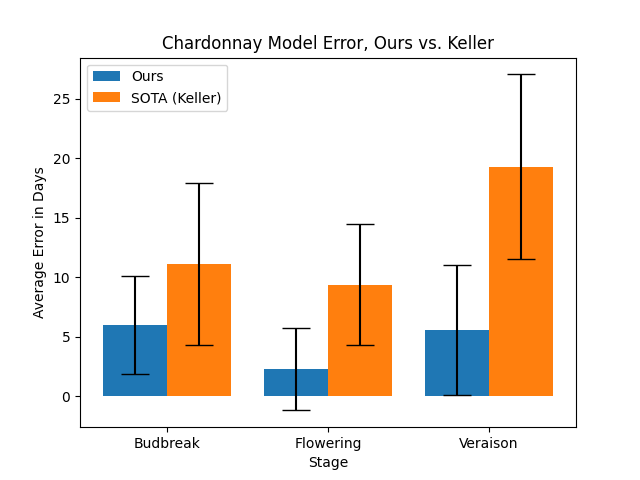 Chardonnay Model Error, Ours vs. Keller
Ours
SOTA (Keller)
Average Error in Days
25
20
15
10
5
0
Budbreak
Flowering
Veraison
Stage